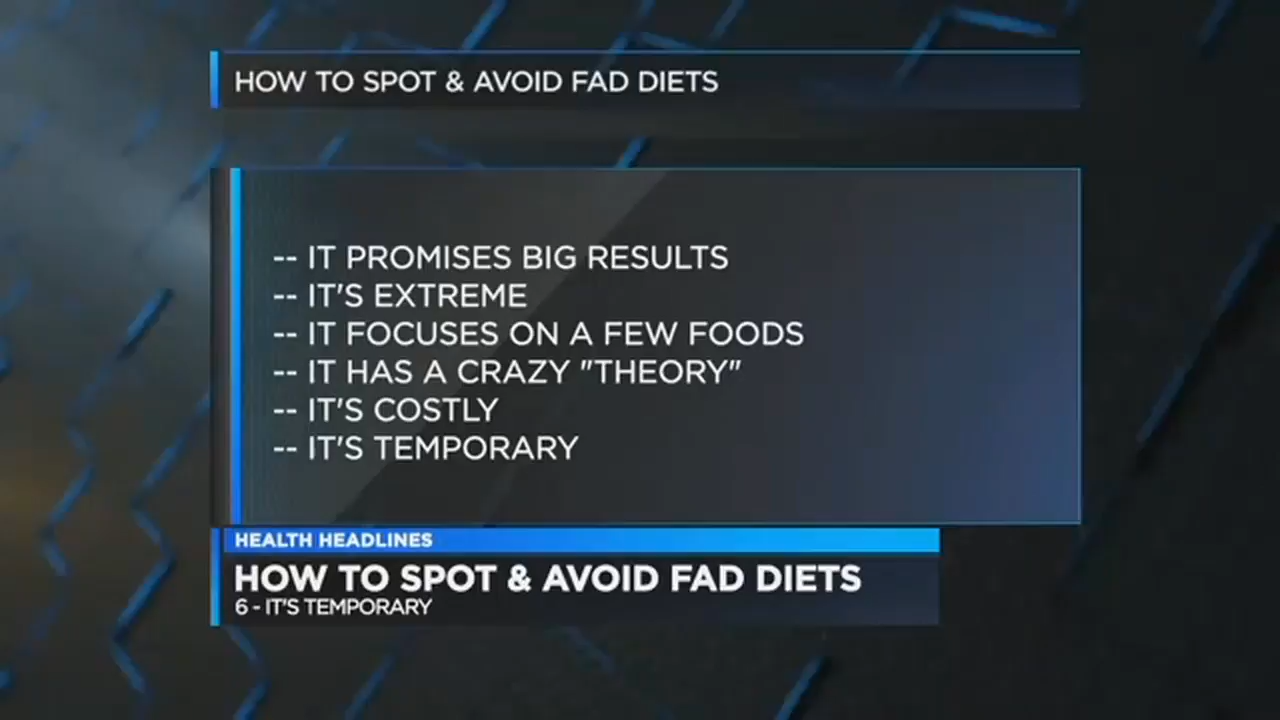 HOW TO SPOT & AVOID FAD DIETS
-- IT PROMISES BIG RESULTS
-- IT'S EXTREME
-- IT FOCUSES ON A FEW FOODS
-- IT HAS A CRAZY "THEORY"
-- IT'S COSTLY
-- IT'S TEMPORARY
HEALTH HEADLINES
HOW TO SPOT & AVOID FAD DIETS
6 - IT'S TEMPORARY